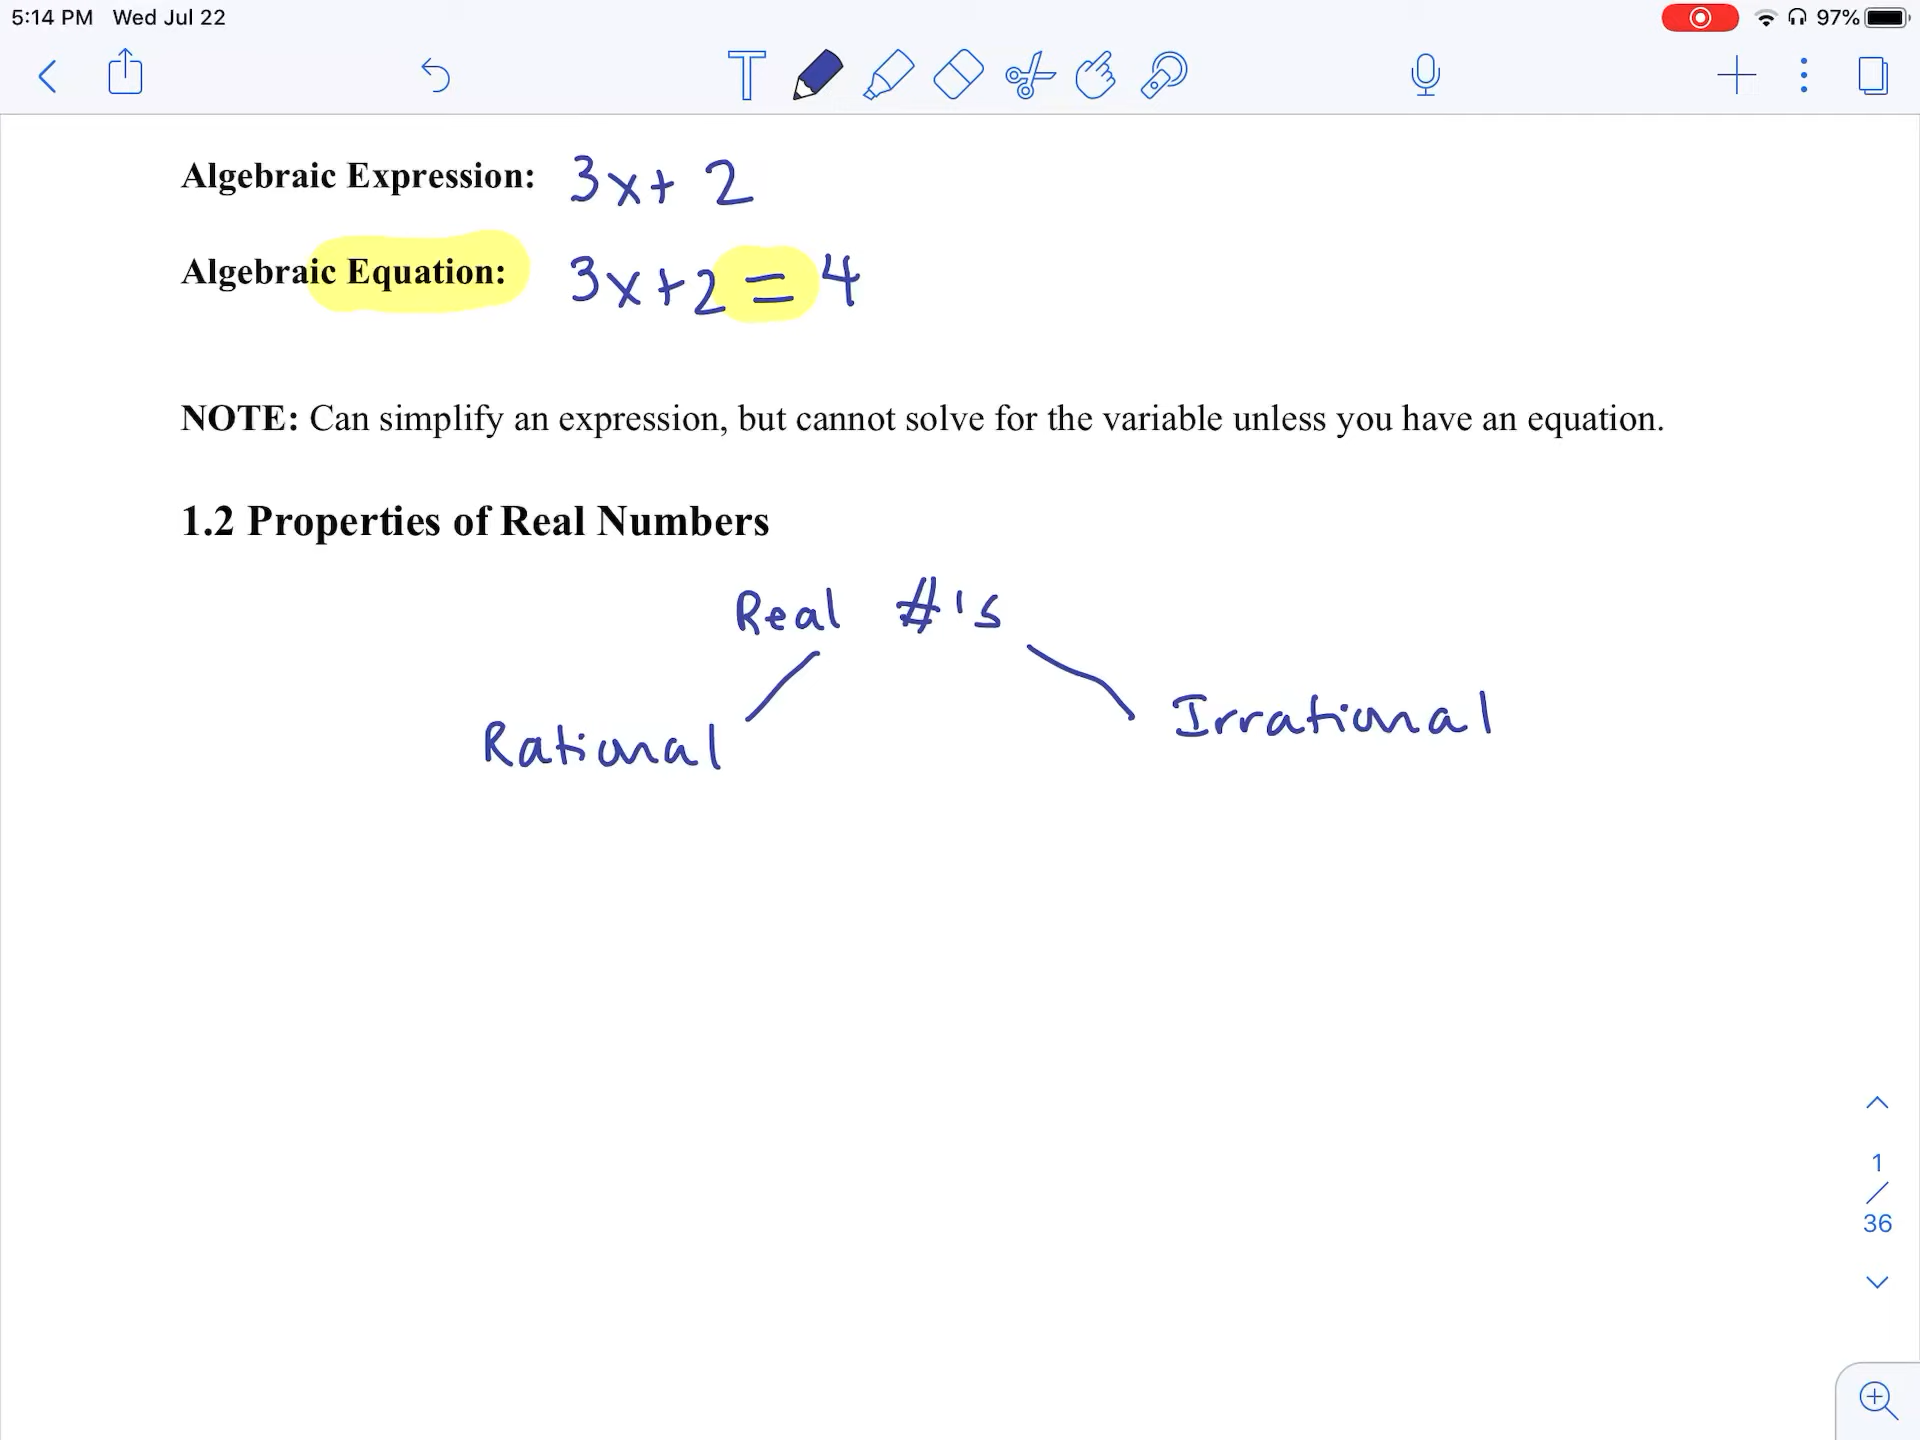 5:14 PM Wed Jul 22 97%
T
Algebraic Expression: 3x+ 2
Algebraic Equation: 3x+2 = 4
NOTE: Can simplify an expression, but cannot solve for the variable unless you have an equation.
1.2 Properties of Real Numbers
Real #'s
Rational Irrational
1
/
36